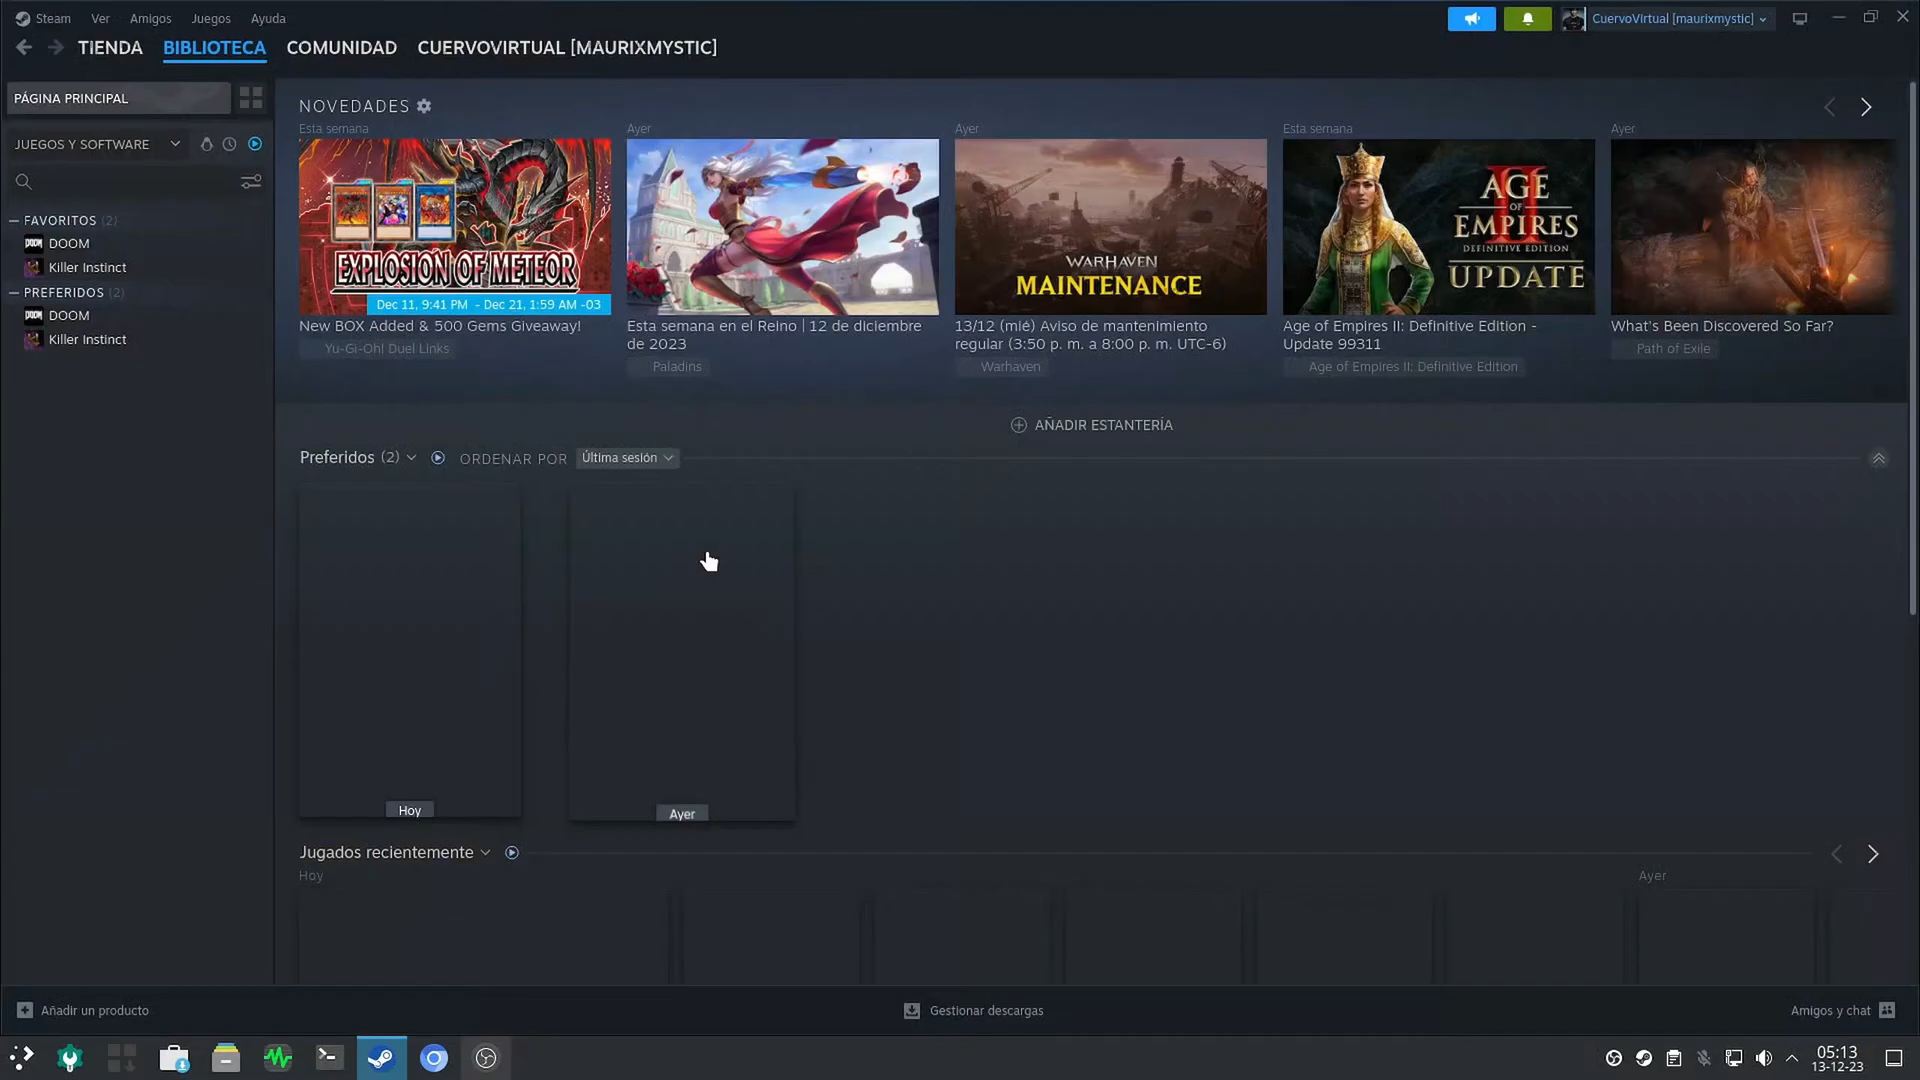 Steam Ver Amigos Juegos Ayuda
CuervoVirtual [maurixmystic]
TIENDA BIBLIOTECA COMUNIDAD CUERVOVIRTUAL [MAURIXMYSTIC]
PÁGINA PRINCIPAL
JUEGOS Y SOFTWARE
FAVORITOS (2)
DOOM
Killer Instinct
PREFERIDOS (2)
DOOM
Killer Instinct
NOVEDADES
Esta semana
EXPLOSION OF METEOR
Dec 11, 9:41 PM - Dec 21, 1:59 AM -03
New BOX Added & 500 Gems Giveaway!
Yu-Gi-Oh! Duel Links
Ayer
Esta semana en el Reino | 12 de diciembre
de 2023
Paladins
Ayer
WARHAVEN
MAINTENANCE
13/12 (mié) Aviso de mantenimiento
regular (3:50 p. m. a 8:00 p. m. UTC-6)
Warhaven
Esta semana
AGE
OF
EMPIRES
II
DEFINITIVE EDITION
UPDATE
Age of Empires II: Definitive Edition -
Update 99311
Age of Empires II: Definitive Edition
Ayer
What's Been Discovered So Far?
Path of Exile
AÑADIR ESTANTERÍA
Preferidos (2) ORDENAR POR Última sesión
Hoy
Ayer
Jugados recientemente
Hoy
Ayer
Añadir un producto
Gestionar descargas
Amigos y chat
05:13
13-12-23